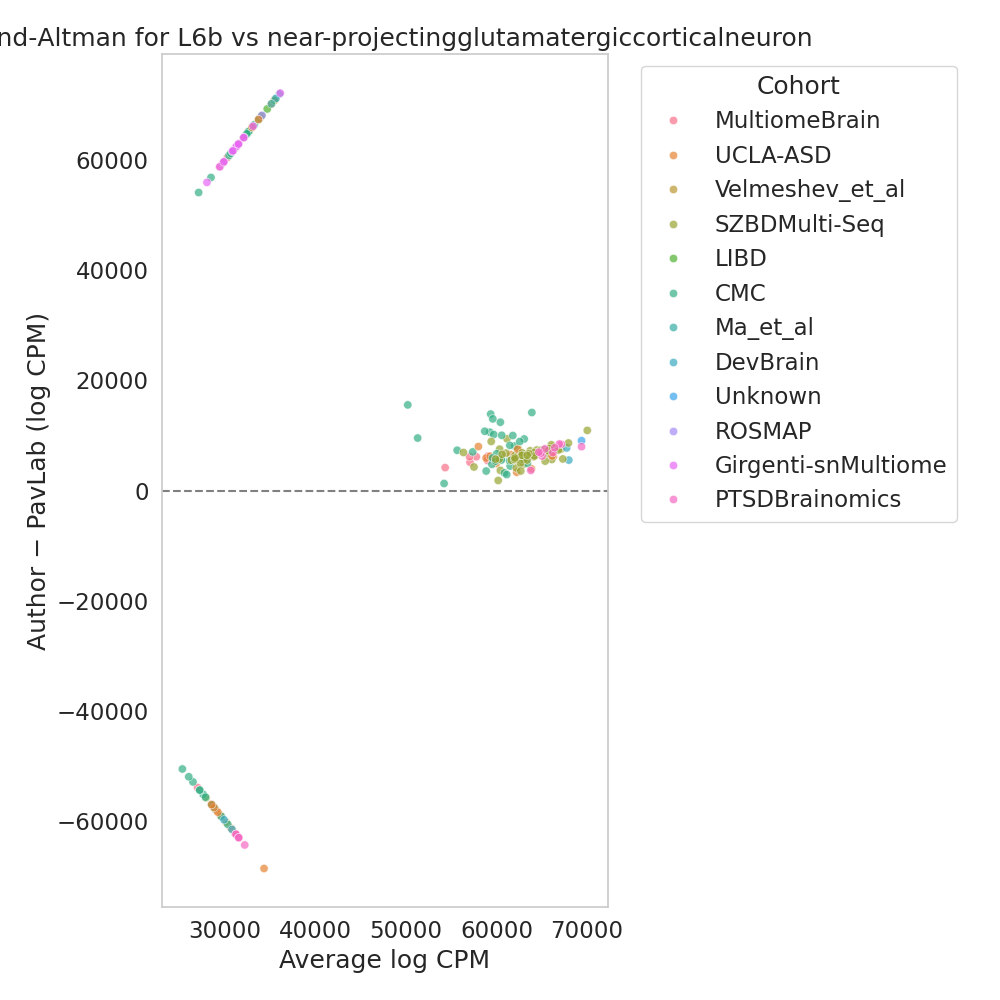 nd-Altman for L6b vs near-projectingglutamatergiccorticalneuron
Cohort
MultiomeBrain
UCLA-ASD
Velmeshev_et_al
SZBDMulti-Seq
LIBD
CMC
Ma_et_al
DevBrain
Unknown
ROSMAP
Girgenti-snMultiome
PTSDBrainomics
Author − PavLab (log CPM)
60000
40000
20000
0
−20000
−40000
−60000
30000 40000 50000 60000 70000
Average log CPM